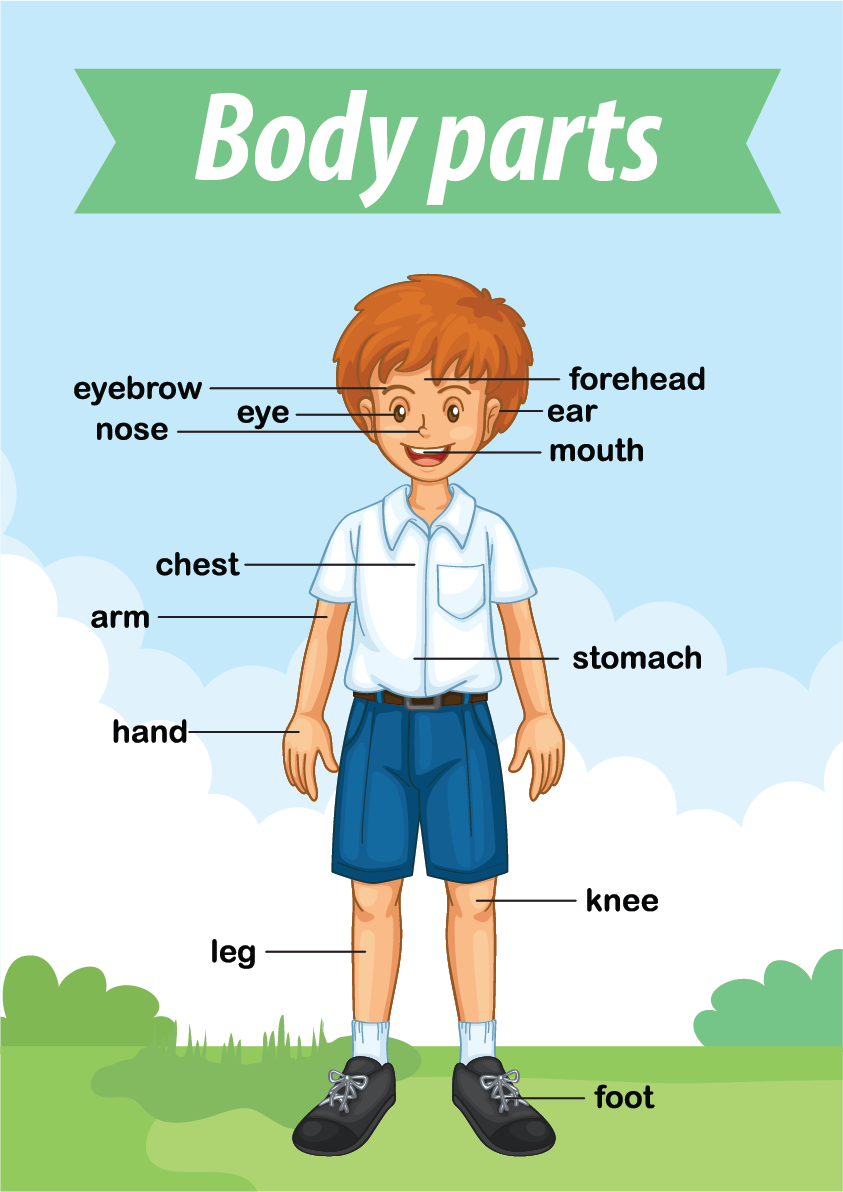 Body parts
eyebrow
forehead
eye
ear
nose
mouth
chest
arm
stomach
hand
knee
leg
foot